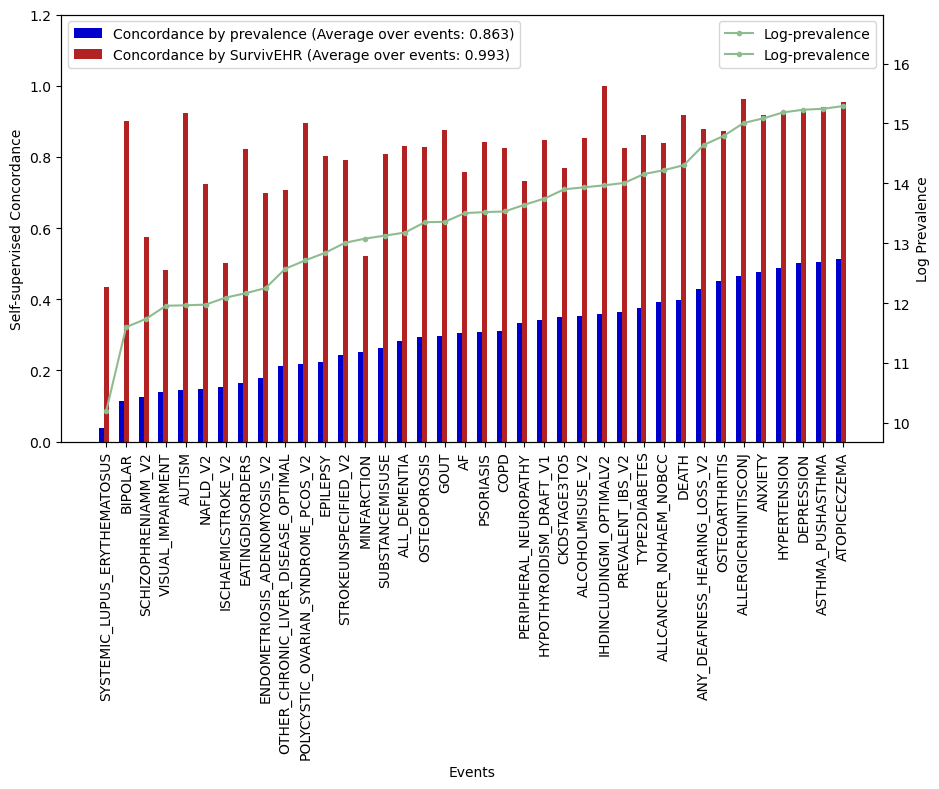 Concordance by prevalence (Average over events: 0.863)
Concordance by SurvivEHR (Average over events: 0.993)
Log-prevalence
Log-prevalence
Self-supervised Concordance
1.2
1.0
0.8
0.6
0.4
0.2
0.0
Log Prevalence
16
15
14
13
12
11
10
SYSTEMIC_LUPUS_ERYTHEMATOSUS
BIPOLAR
SCHIZOPHRENIAMM_V2
VISUAL_IMPAIRMENT
AUTISM
NAFLD_V2
ISCHAEMICSTROKE_V2
EATINGDISORDERS
ENDOMETRIOSIS_ADENOMYOSIS_V2
OTHER_CHRONIC_LIVER_DISEASE_OPTIMAL
POLYCYSTIC_OVARIAN_SYNDROME_PCOS_V2
EPILEPSY
STROKEUNSPECIFIED_V2
MINFARCTION
SUBSTANCEMISUSE
ALL_DEMENTIA
OSTEOPOROSIS
GOUT
AF
PSORIASIS
COPD
PERIPHERAL_NEUROPATHY
HYPOTHYROIDISM_DRAFT_V1
CKDSTAGE3TO5
ALCOHOLMISUSE_V2
IHDINCLUDINGMI_OPTIMALV2
PREVALENT_IBS_V2
TYPE2DIABETES
ALLCANCER_NOHAEM_NOBCC
DEATH
ANY_DEAFNESS_HEARING_LOSS_V2
OSTEOARTHRITIS
ALLERGICRHINITISCONJ
ANXIETY
HYPERTENSION
DEPRESSION
ASTHMA_PUSHASTHMA
ATOPICECZEMA
Events